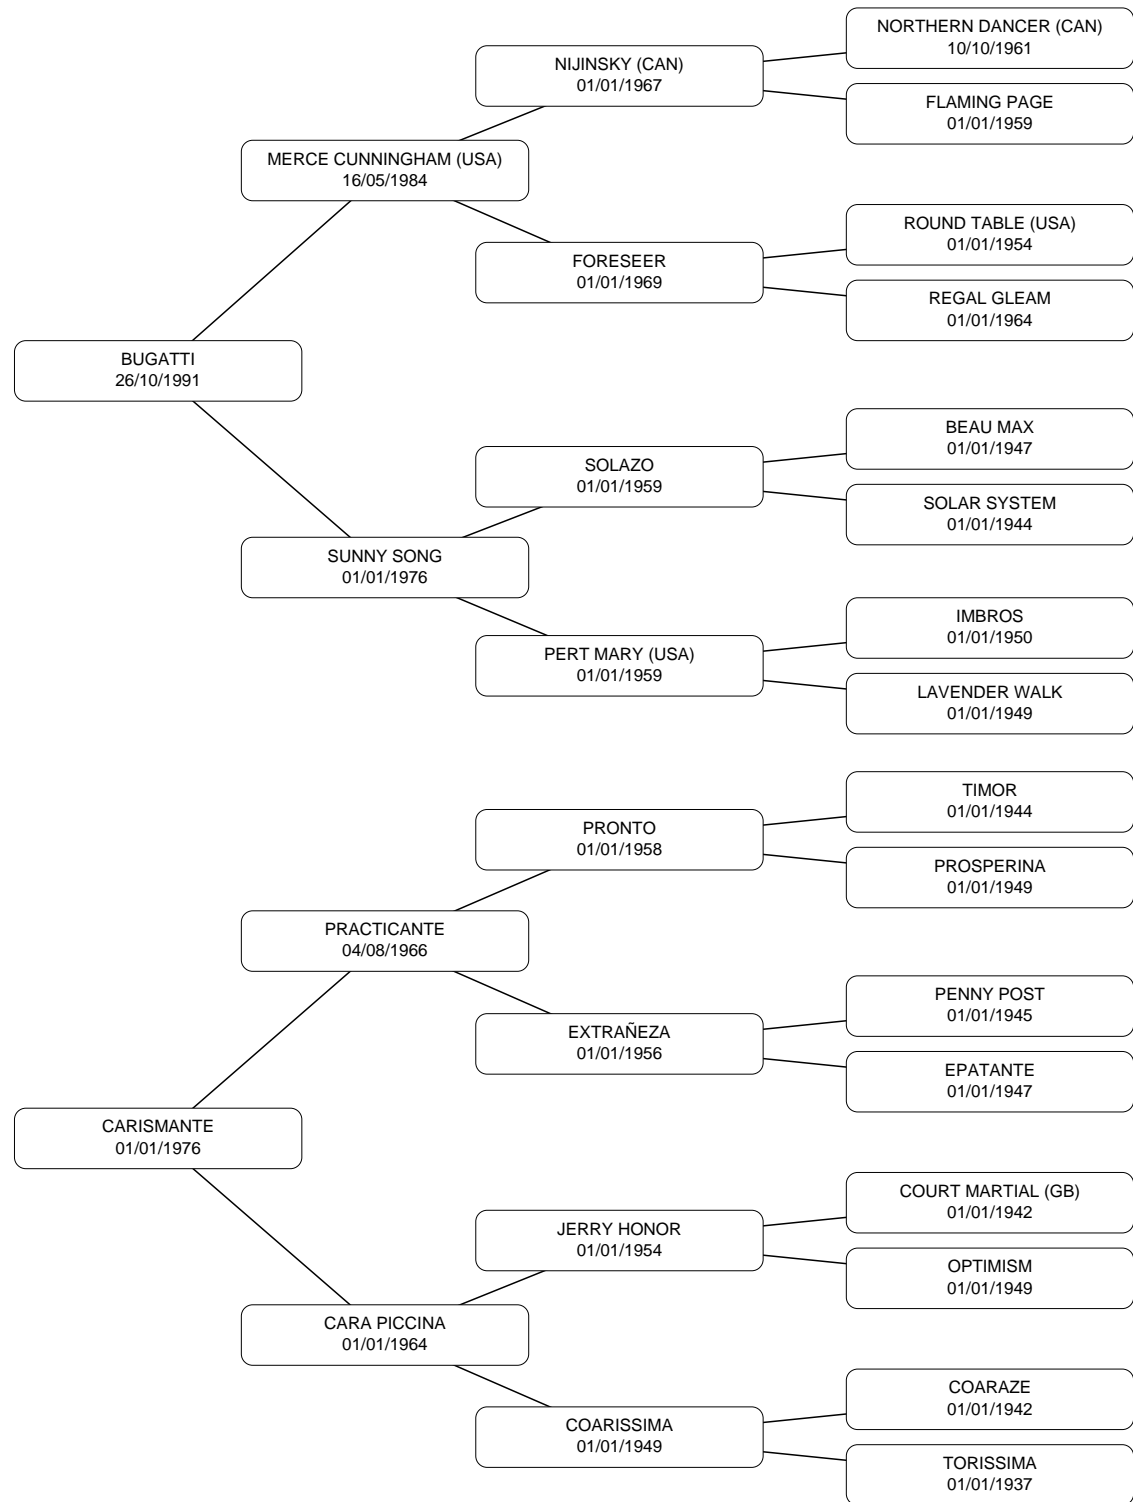 NORTHERN DANCER (CAN)
10/10/1961
NIJINSKY (CAN)
01/01/1967
FLAMING PAGE
01/01/1959
MERCE CUNNINGHAM (USA)
16/05/1984
ROUND TABLE (USA)
01/01/1954
FORESEER
01/01/1969
REGAL GLEAM
01/01/1964
BUGATTI
26/10/1991
BEAU MAX
01/01/1947
SOLAZO
01/01/1959
SOLAR SYSTEM
01/01/1944
SUNNY SONG
01/01/1976
IMBROS
01/01/1950
PERT MARY (USA)
01/01/1959
LAVENDER WALK
01/01/1949
TIMOR
01/01/1944
PRONTO
01/01/1958
PROSPERINA
01/01/1949
PRACTICANTE
04/08/1966
PENNY POST
01/01/1945
EXTRAÑEZA
01/01/1956
EPATANTE
01/01/1947
CARISMANTE
01/01/1976
COURT MARTIAL (GB)
01/01/1942
JERRY HONOR
01/01/1954
OPTIMISM
01/01/1949
CARA PICCINA
01/01/1964
COARAZE
01/01/1942
COARISSIMA
01/01/1949
TORISSIMA
01/01/1937